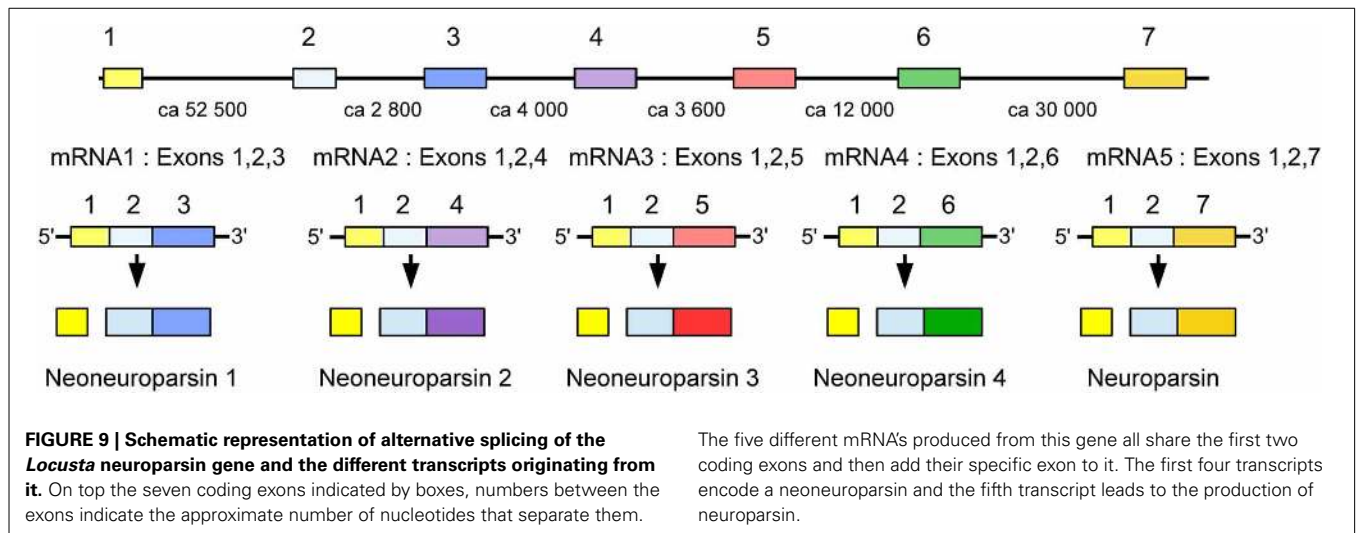 1 2 3 4 5 6 7
ca 52 500 ca 2 800 ca 4 000 ca 3 600 ca 12 000 ca 30 000
mRNA1 : Exons 1,2,3 mRNA2 : Exons 1,2,4 mRNA3 : Exons 1,2,5 mRNA4 : Exons 1,2,6 mRNA5 : Exons 1,2,7
1 2 3 1 2 4 1 2 5 1 2 6 1 2 7
5' 3' 5' 3' 5' 3' 5' 3' 5' 3'
Neoneuroparsin 1 Neoneuroparsin 2 Neoneuroparsin 3 Neoneuroparsin 4 Neuroparsin
FIGURE 9 | Schematic representation of alternative splicing of the
Locusta neuroparsin gene and the different transcripts originating from
it. On top the seven coding exons indicated by boxes, numbers between the
exons indicate the approximate number of nucleotides that separate them.
The five different mRNA's produced from this gene all share the first two
coding exons and then add their specific exon to it. The first four transcripts
encode a neoneuroparsin and the fifth transcript leads to the production of
neuroparsin.